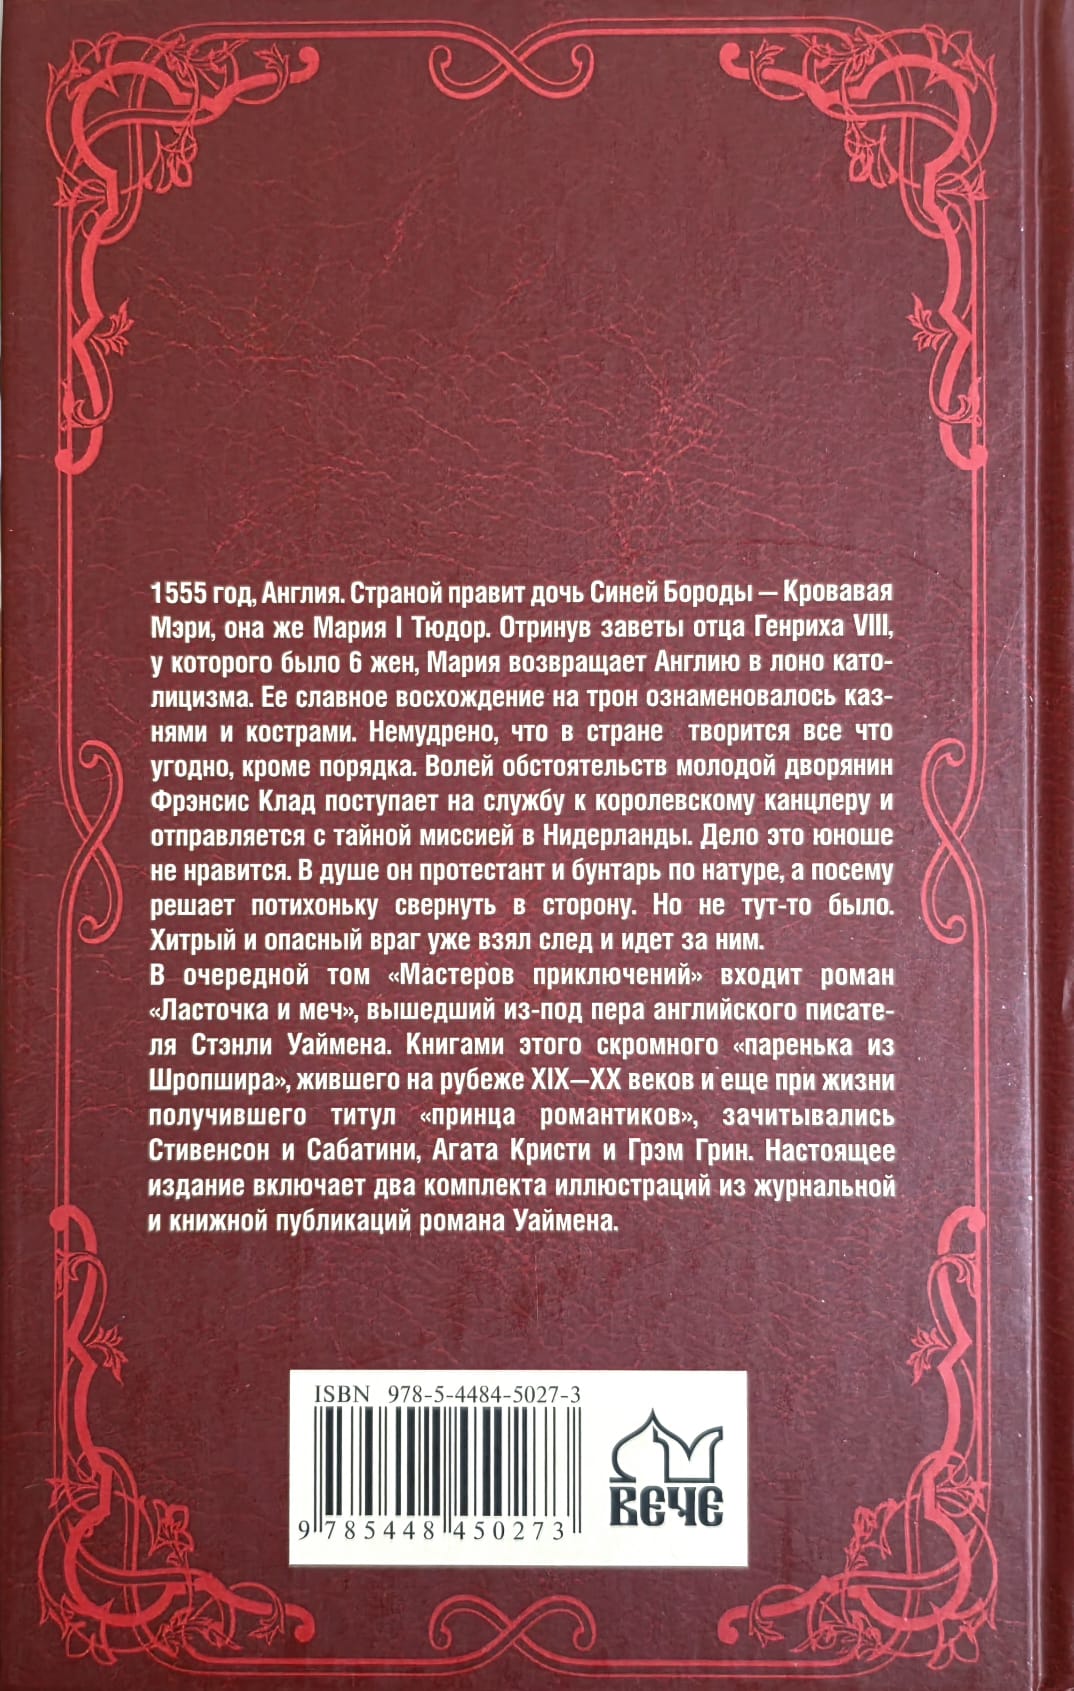 1555 год, Англия. Страной правит дочь Синей Бороды — Кровавая
Мэри, она же Мария I Тюдор. Отринув заветы отца Генриха VIII,
у которого было 6 жен, Мария возвращает Англию в лоно като-
лицизма. Ее славное восхождение на трон ознаменовалось каз-
нями и кострами. Немудрено, что в стране творится все что
угодно, кроме порядка. Волей обстоятельств молодой дворянин
Фрэнсис Клад поступает на службу к королевскому канцлеру и
отправляется с тайной миссией в Нидерланды. Дело это юноше
не нравится. В душе он протестант и бунтарь по натуре, а посему
решает потихоньку свернуть в сторону. Но не тут-то было.
Хитрый и опасный враг уже взял след и идет за ним.
В очередной том «Мастеров приключений» входит роман
«Ласточка и меч», вышедший из-под пера английского писате-
ля Стэнли Уаймена. Книгами этого скромного «паренька из
Шропшира», жившего на рубеже XIX—XX веков и еще при жизни
получившего титул «принца романтиков», зачитывались
Стивенсон и Сабатини, Агата Кристи и Грэм Грин. Настоящее
издание включает два комплекта иллюстраций из журнальной
и книжной публикаций романа Уаймена.
ISBN 978-5-4484-5027-3
9 785448 450273
ВЕЧЕ